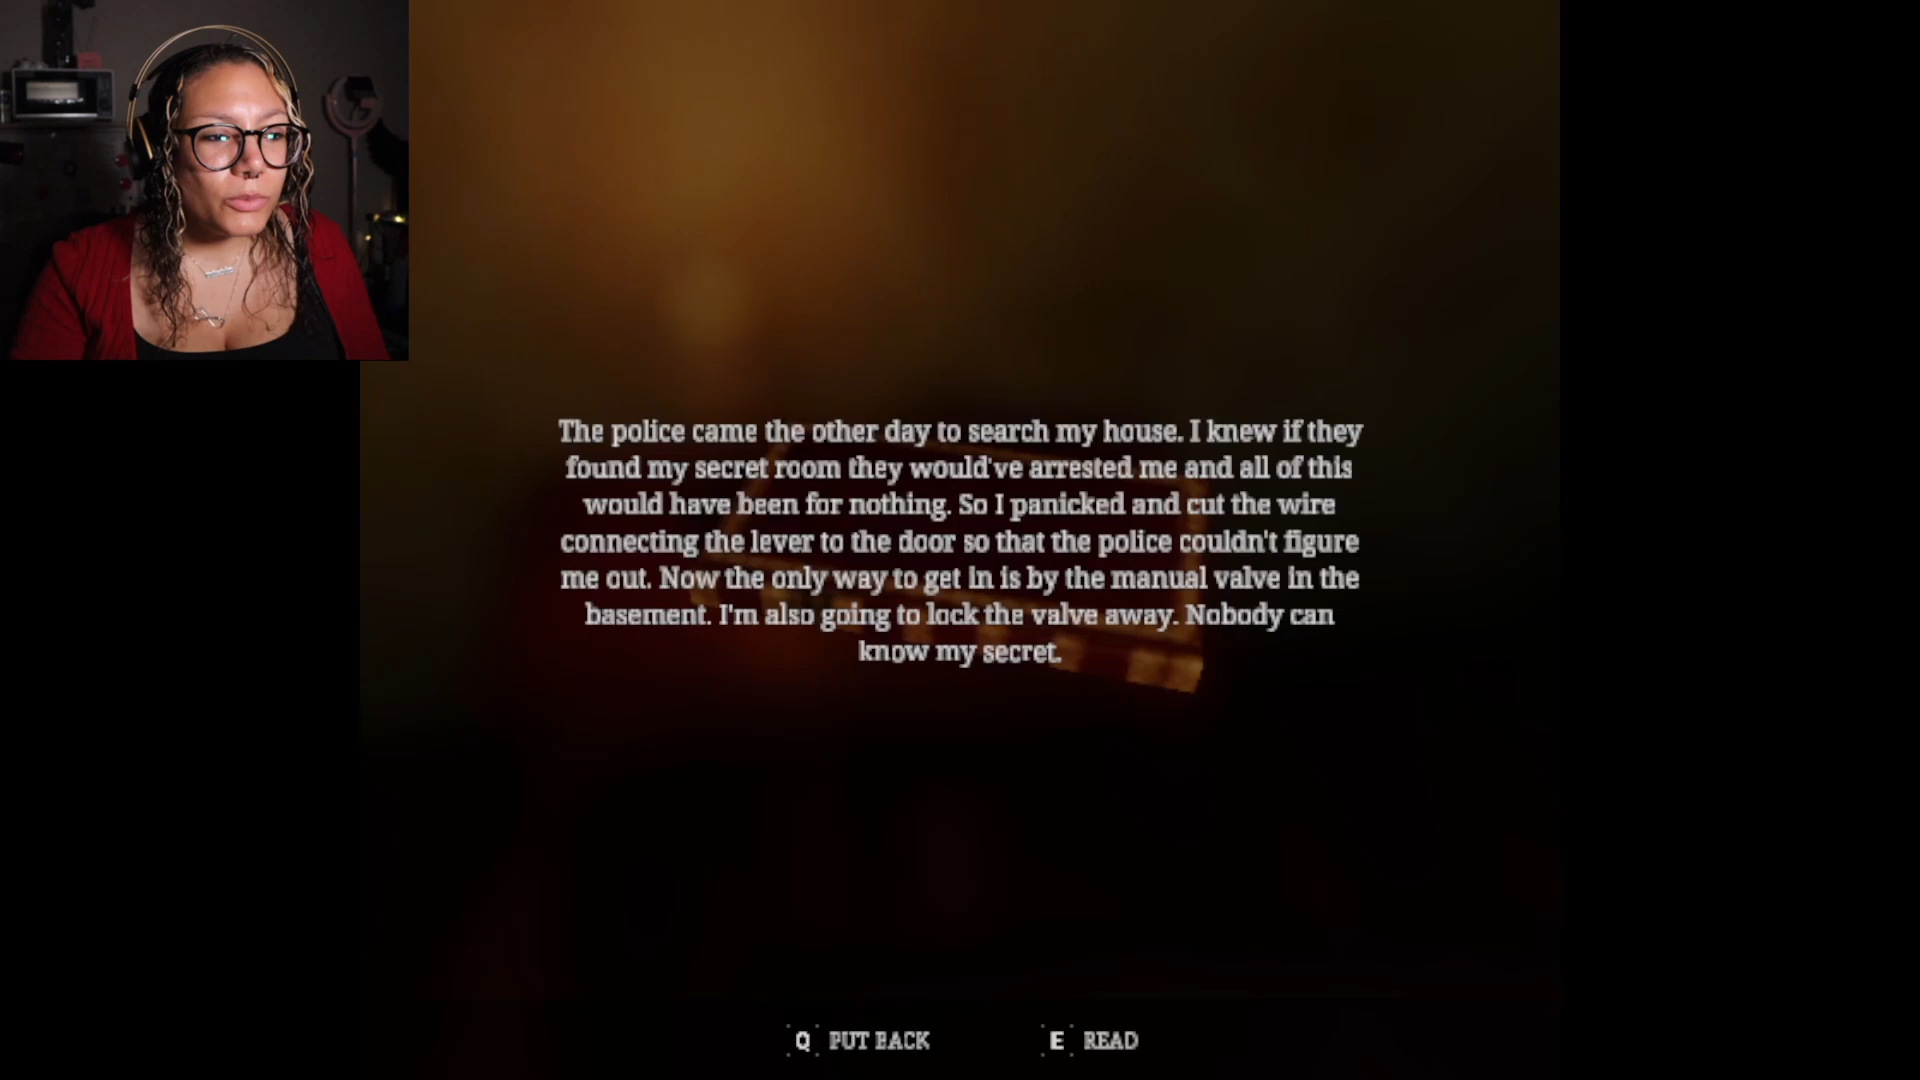 The police came the other day to search my house. I knew if they
found my secret room they would've arrested me and all of this
would have been for nothing. So I panicked and cut the wire
connecting the lever to the door so that the police couldn't figure
me out. Now the only way to get in is by the manual valve in the
basement. I'm also going to lock the valve away. Nobody can
know my secret.
Q PUT BACK E READ